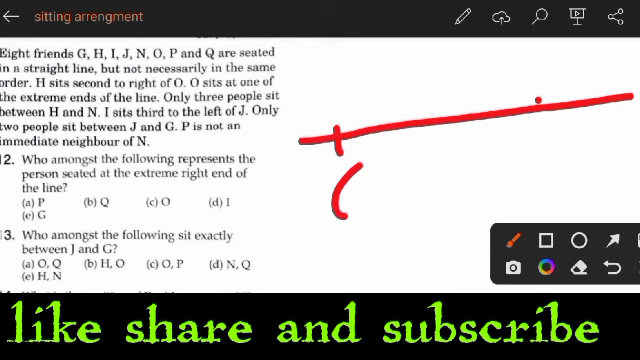 sitting arrengment
Eight friends G, H, I, J, N, O, P and Q are seated
in a straight line, but not necessarily in the same
order. H sits second to right of O. O sits at one of
the extreme ends of the line. Only three people sit
between H and N. I sits third to the left of J. Only
two people sit between J and G. P is not an
immediate neighbour of N.
2. Who amongst the following represents the
person seated at the extreme right end of
the line?
(a) P (b) Q (c) O (d) I
(e) G
3. Who amongst the following sit exactly
between J and G?
(a) O, Q (b) H, O (c) O, P (d) N, Q
(e) H, N
like share and subscribe